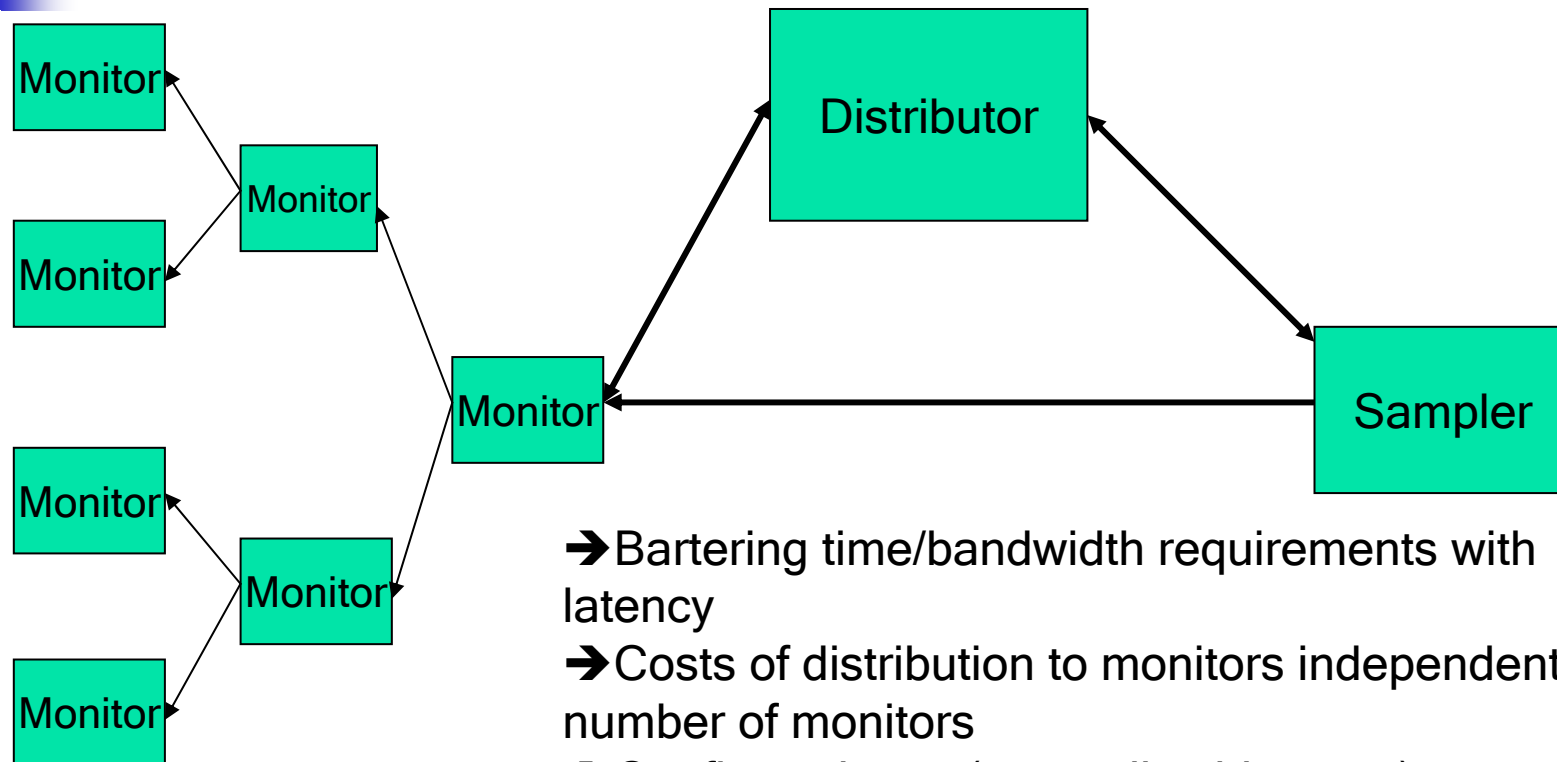 Monitor
Distributor
Monitor
Monitor
Monitor
Sampler
Monitor
Monitor
Monitor
➔Bartering time/bandwidth requirements with
latency
➔Costs of distribution to monitors independent
number of monitors